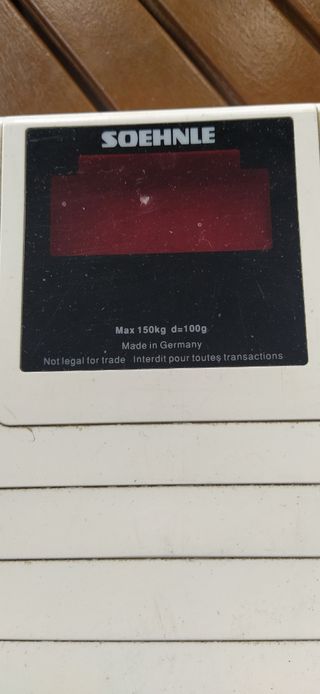 SOEHNLE
Max 150kg d=100g
Made in Germany
Not legal for trade Interdit pour toutes transactions